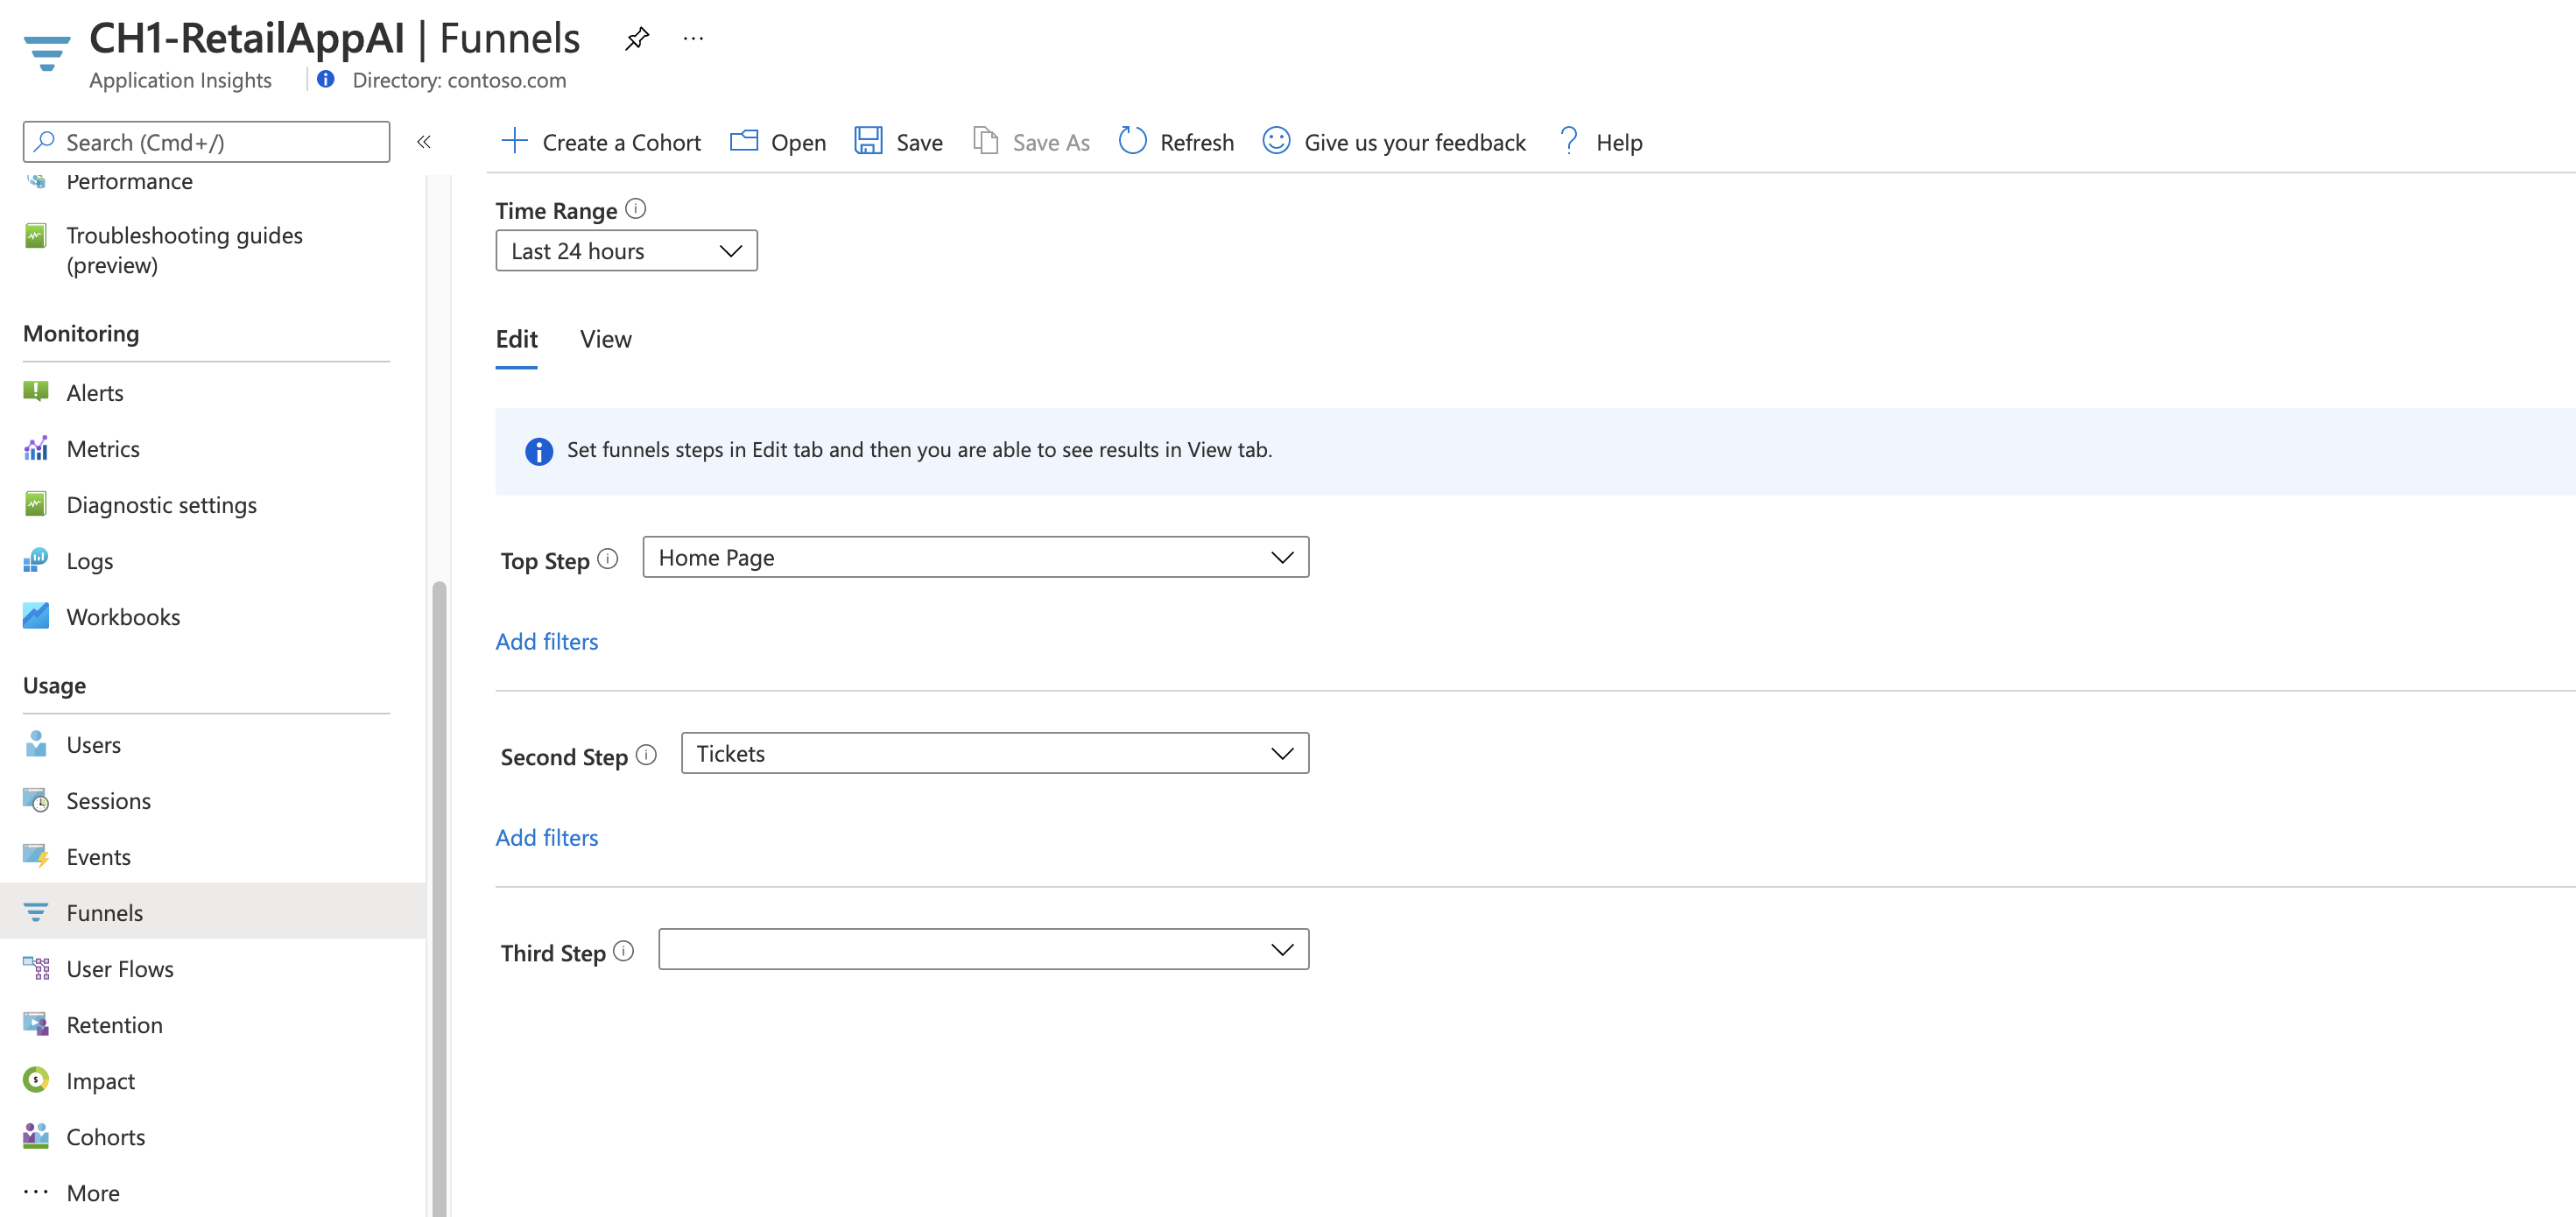 CH1-RetailAppAI | Funnels ···
Application Insights | Directory: contoso.com
Search (Cmd+/) «
Performance
Troubleshooting guides
(preview)
Monitoring
Alerts
Metrics
Diagnostic settings
Logs
Workbooks
Usage
Users
Sessions
Events
Funnels
User Flows
Retention
Impact
Cohorts
··· More
Create a Cohort Open Save Save As Refresh Give us your feedback ? Help
Time Range
Last 24 hours
Edit View
Set funnels steps in Edit tab and then you are able to see results in View tab.
Top Step Home Page
Add filters
Second Step Tickets
Add filters
Third Step